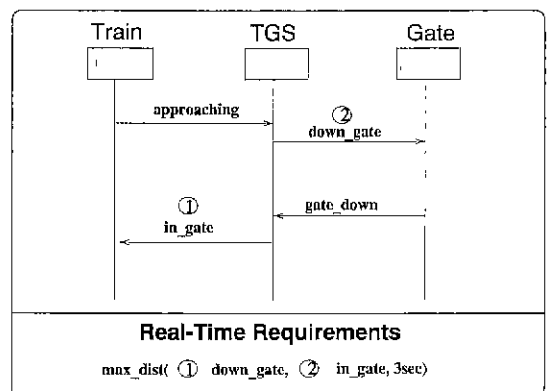 Train TGS Gate
approaching
②
down_gate
gate_down
①
in_gate
Real-Time Requirements
max_dist( ① down_gate, ② in_gate, 3sec)